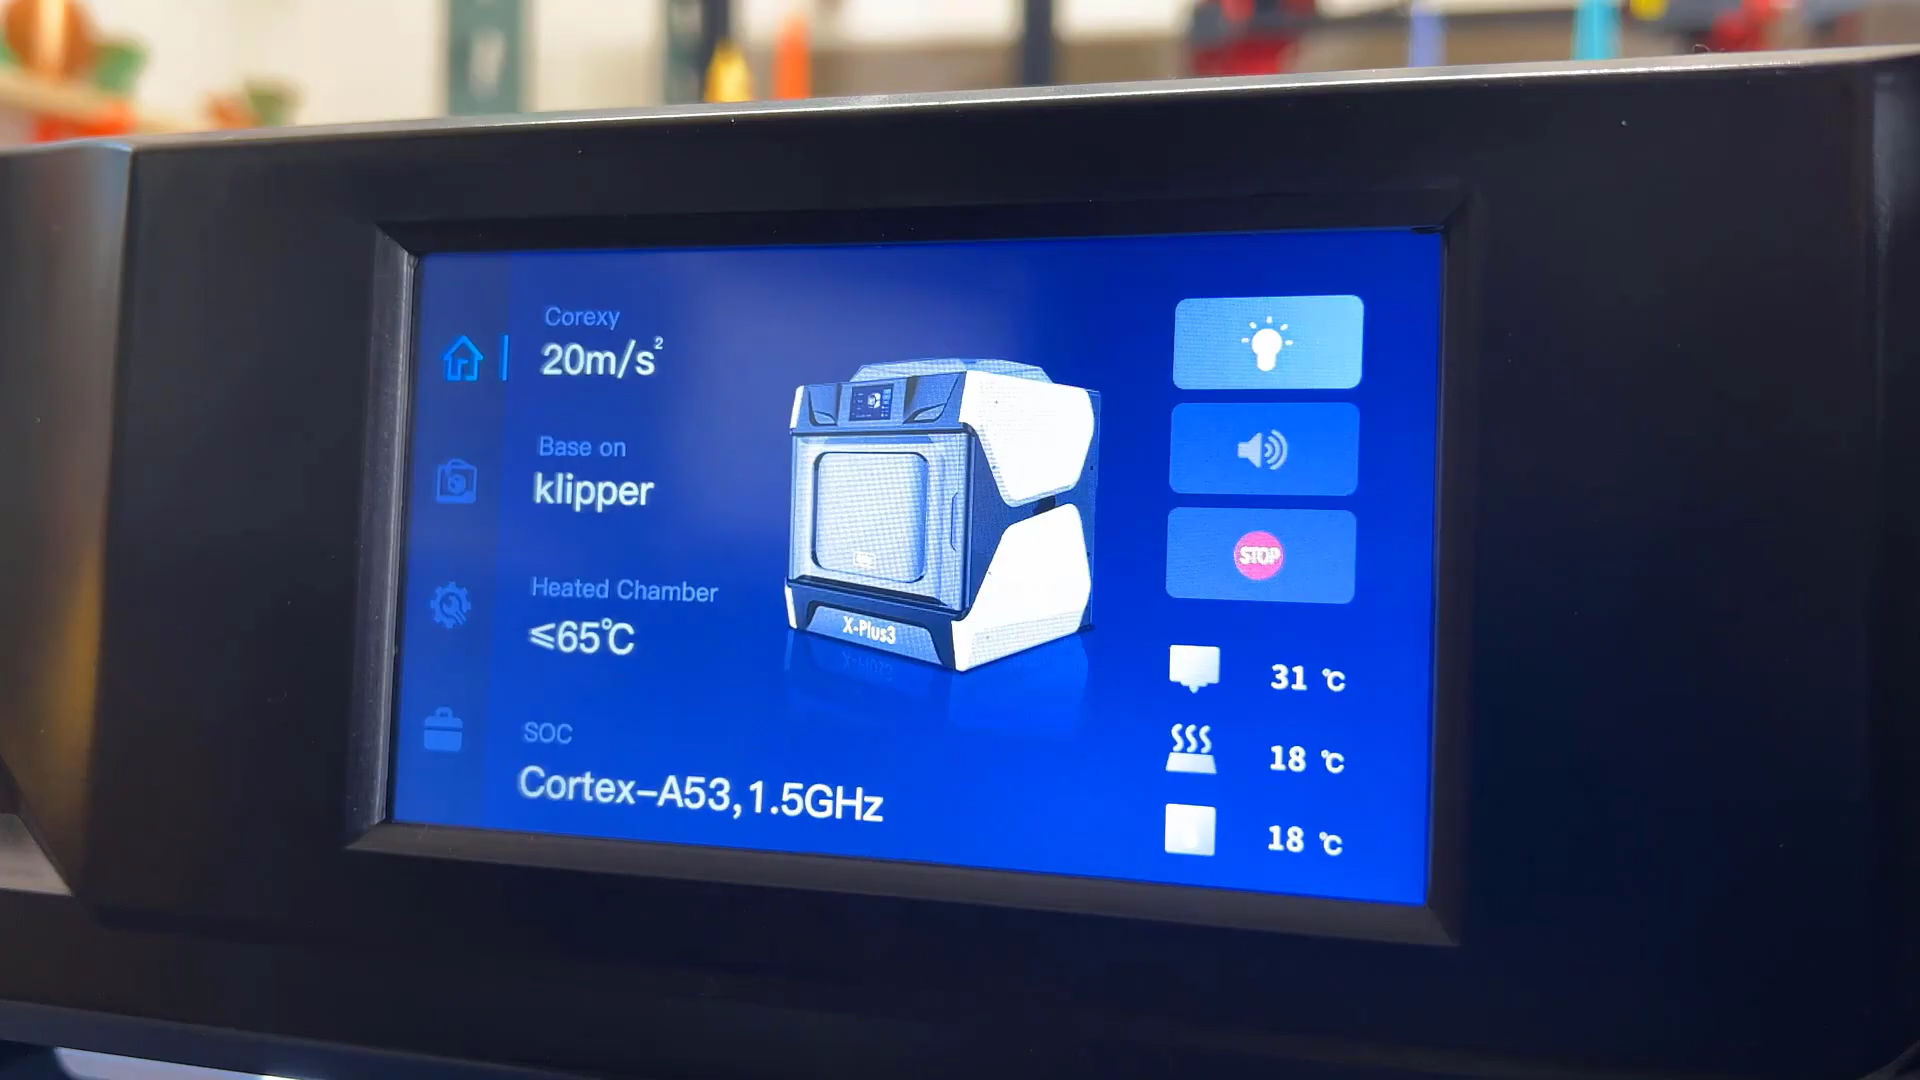 Corexy
20m/s²
Base on
klipper
Heated Chamber
≤65℃
SOC
Cortex-A53,1.5GHz
X-Plus3
STOP
31 ℃
18 ℃
18 ℃